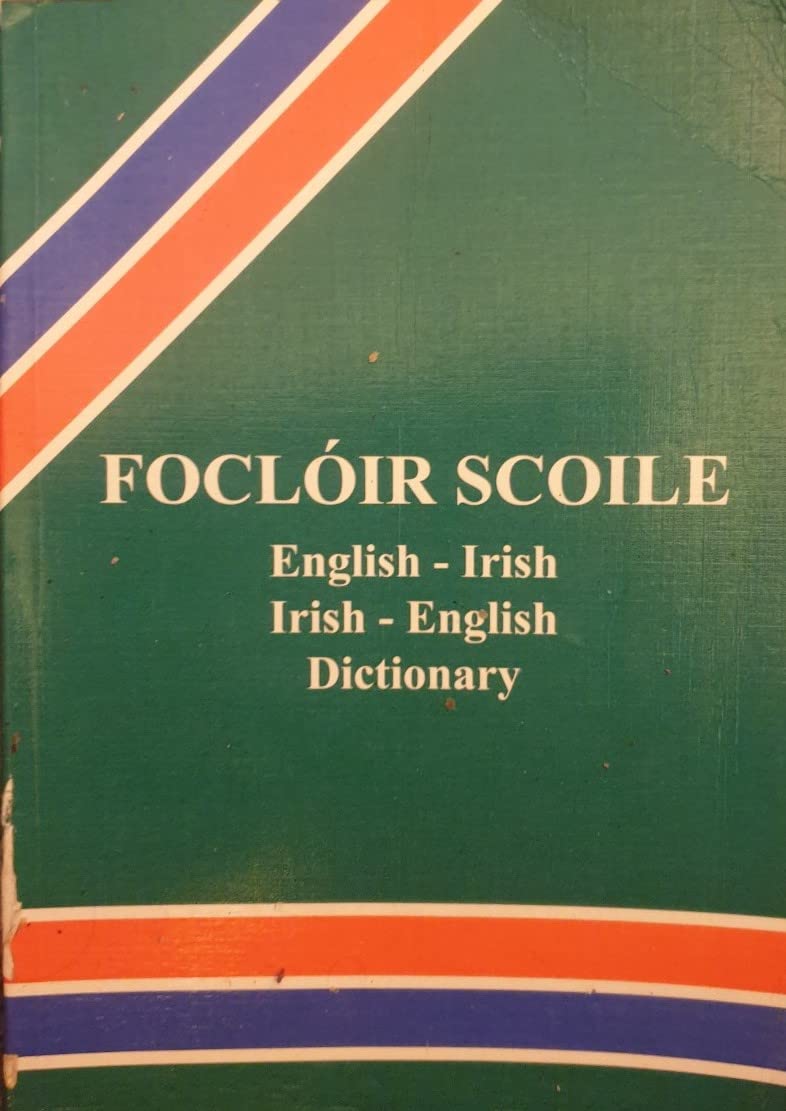 FOCLÓIR SCOILE
English - Irish
Irish - English
Dictionary